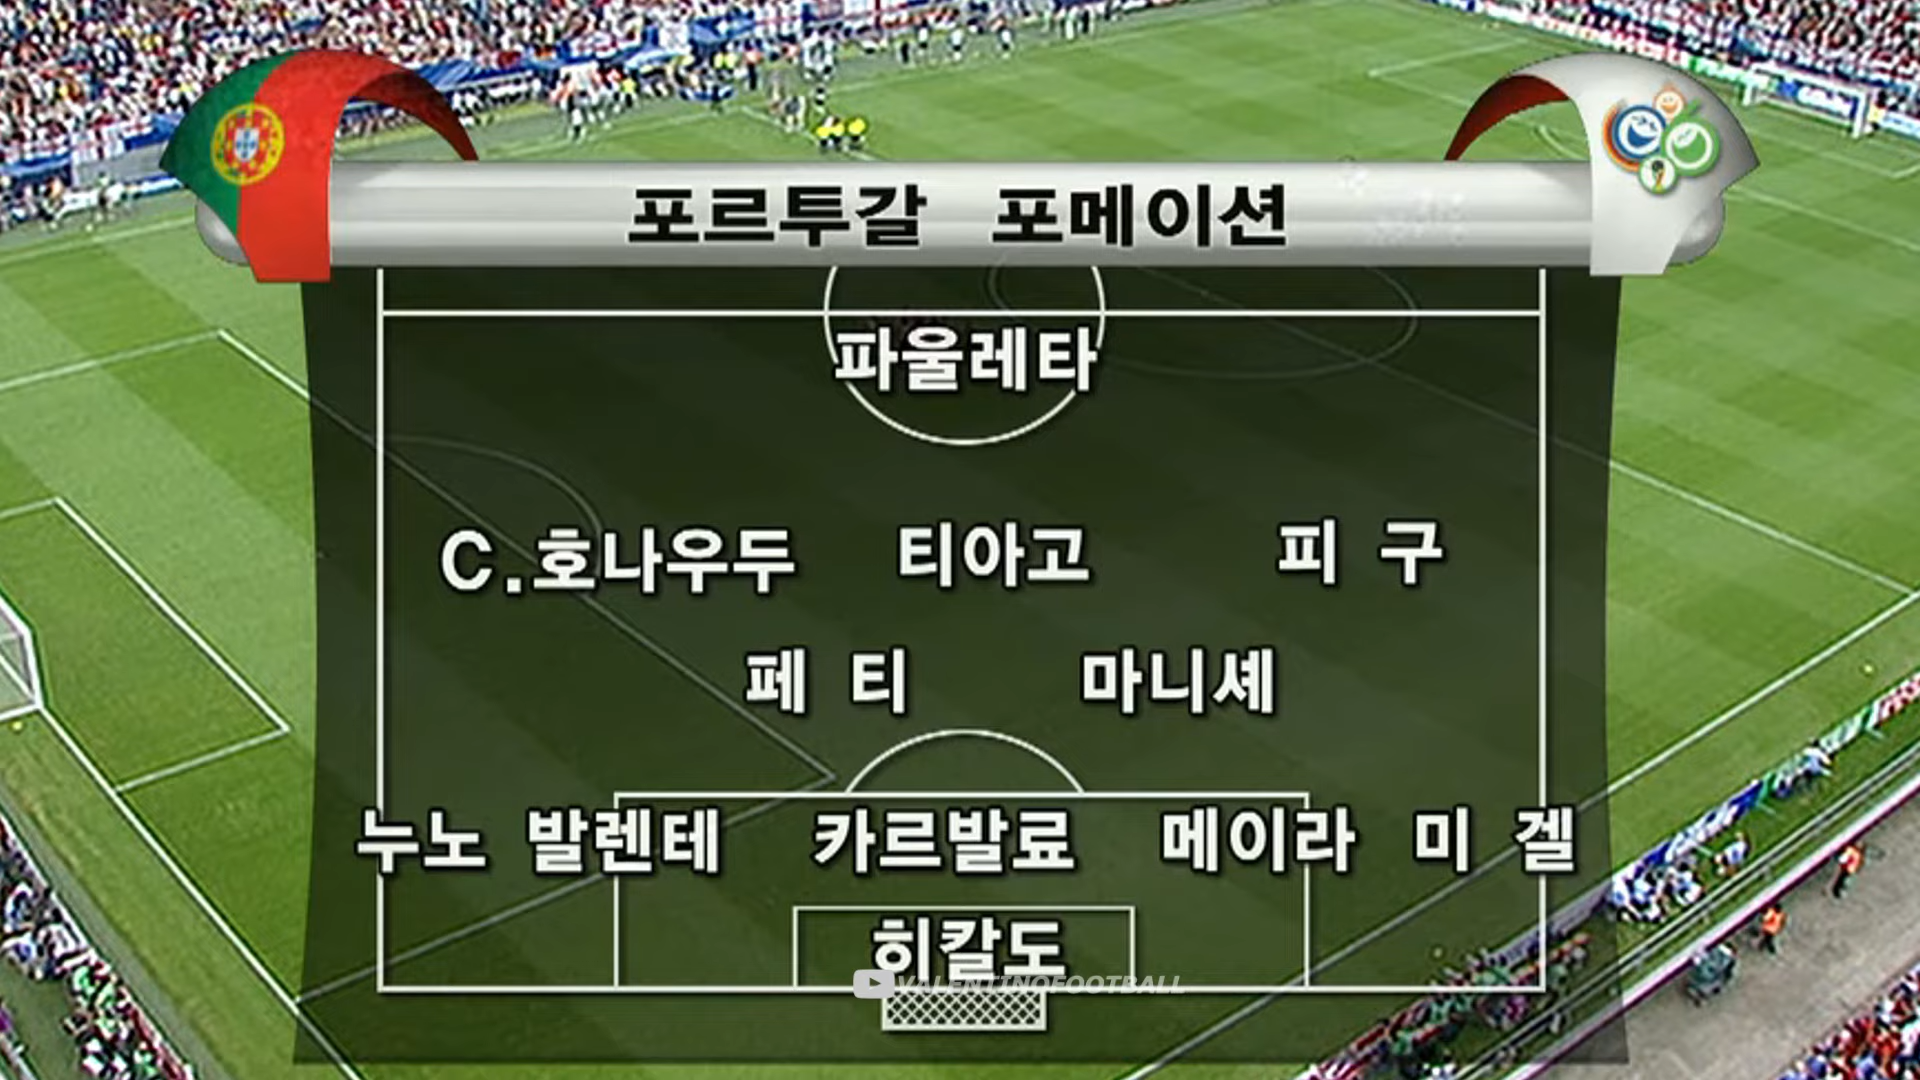 포르투갈 포메이션
파울레타
C.호나우두 티아고 피 구
페 티 마니셰
누노 발렌테 카르발료 메이라 미 겔
히칼도
VALENTINOFOOTBALL